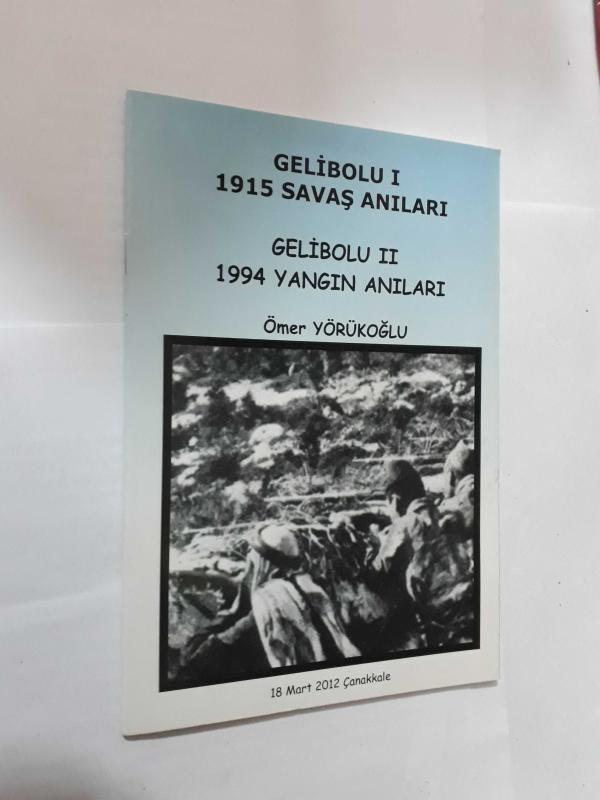 GELİBOLU I
1915 SAVAŞ ANILARI
GELİBOLU II
1994 YANGIN ANILARI
Ömer YÖRÜKOĞLU
18 Mart 2012 Çanakkale